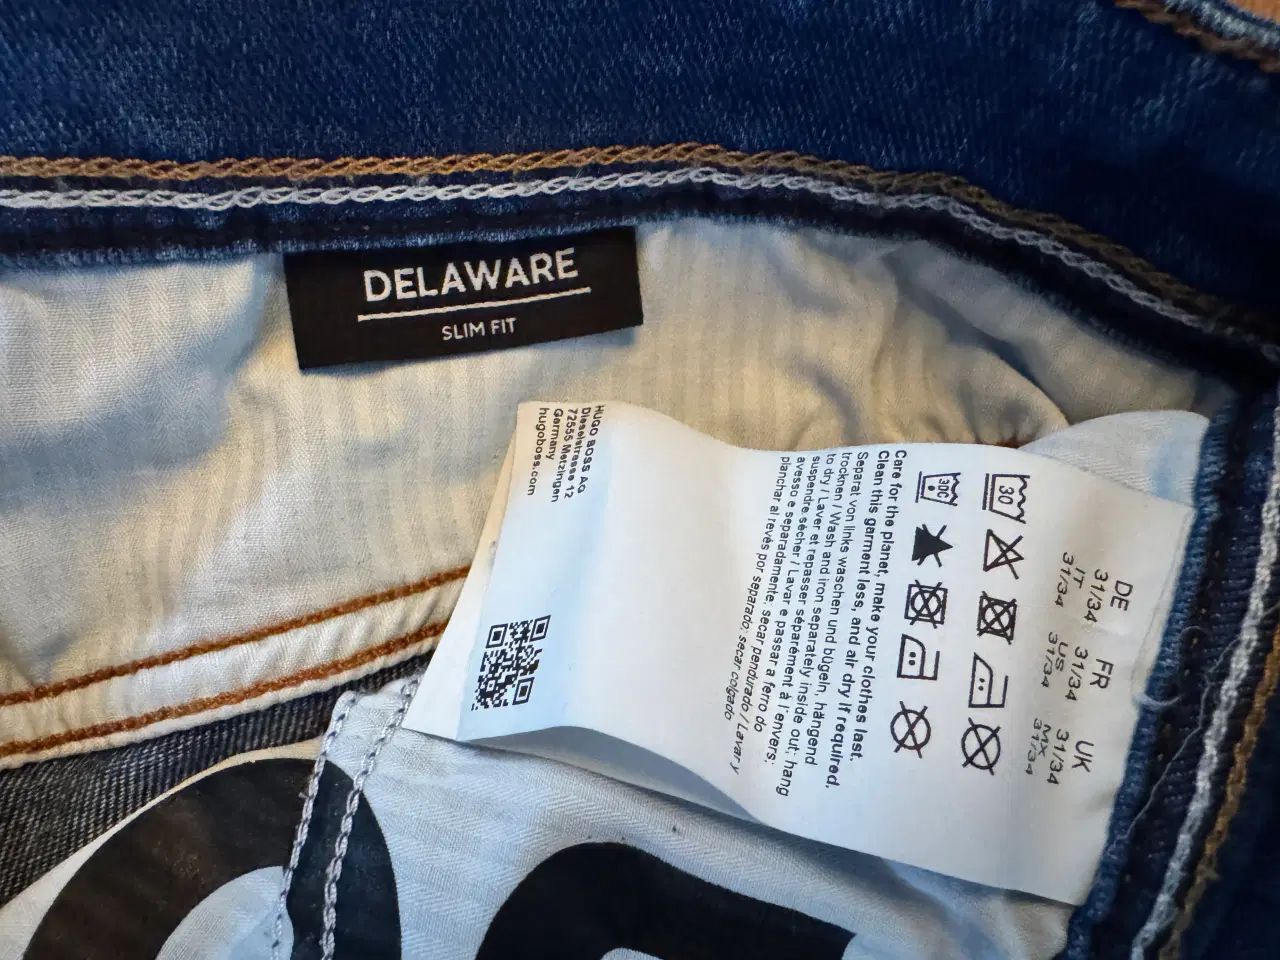 DELAWARE
SLIM FIT
DE FR UK
31/34 31/34 31/34
IT US MX
31/34 31/34 31/34
30
30C
Care for the planet, make your clothes last.
Clean this garment less, and air dry if required.
Separat von links waschen und bügeln, hängend
trocknen / Wash and iron separately inside out; hang
to dry / Laver et repasser séparément à l'envers;
suspendre sécher / Lavar e passar a ferro do
avesso e separadamente; secar pendurado / Lavar y
planchar al revés por separado; secar colgado
HUGO BOSS AG
Dieselstrasse 12
72555 Metzingen
Germany
hugoboss.com